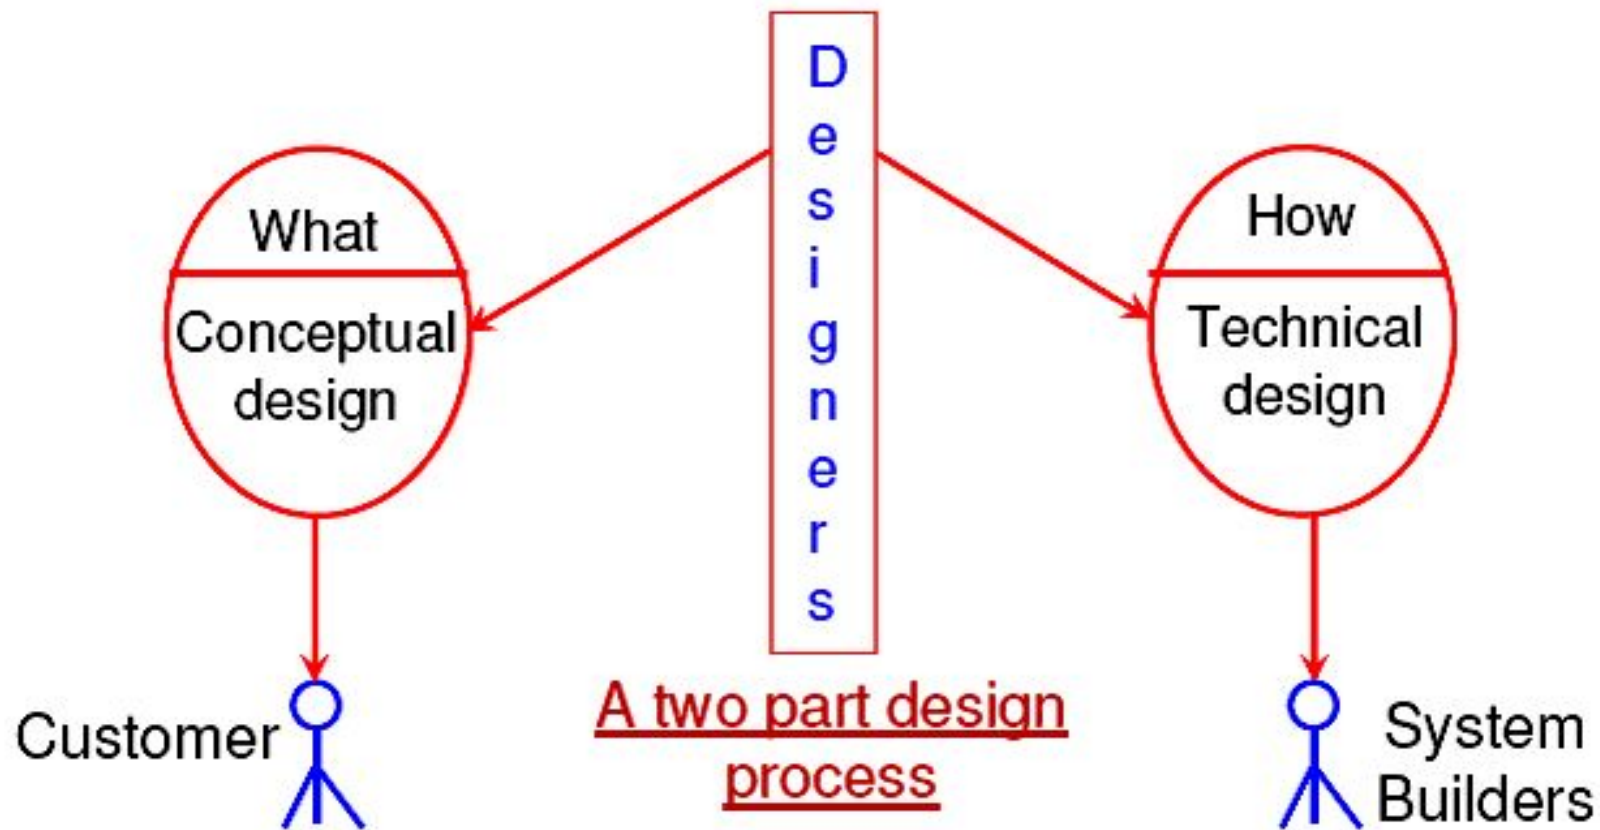 Designers
What
Conceptual
design
How
Technical
design
Customer
A two part design
process
System
Builders